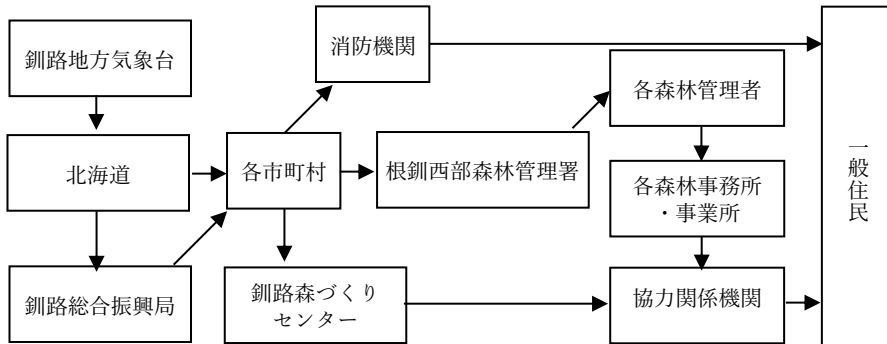 釧路地方気象台
消防機関
各森林管理者
北海道
各市町村
根釧西部森林管理署
各森林事務所
・事業所
釧路総合振興局
釧路森づくり
センター
協力関係機関
一般住民